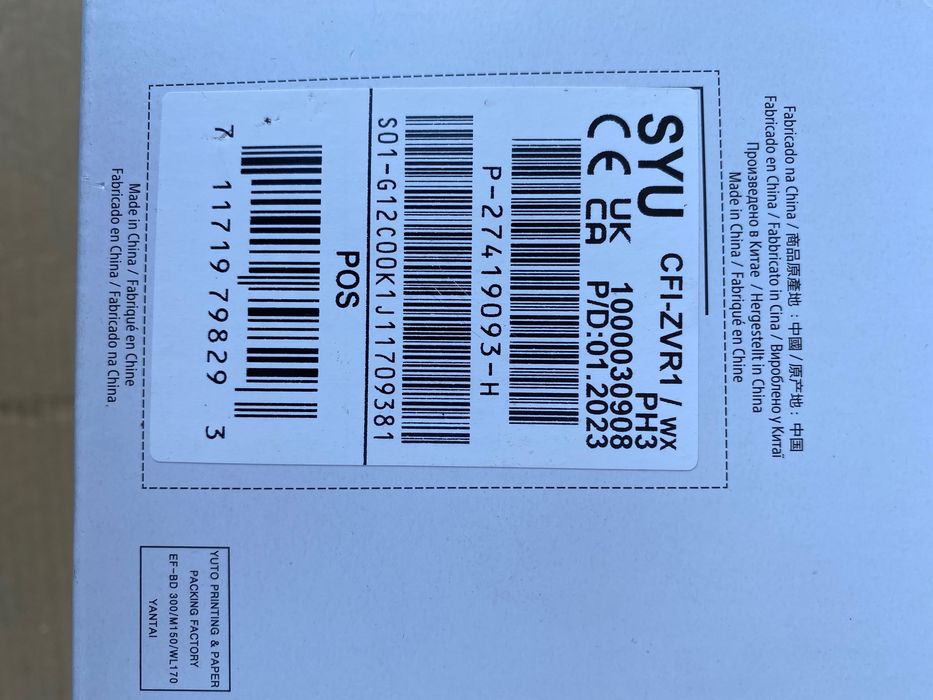 Fabricado na China / 商品原產地：中國 / 原产地：中国
Fabricado en China / Fabbricato in Cina / Вироблено у Китаї
Произведено в Китае / Hergestellt in China
Made in China / Fabriqué en Chine
SYU CFI-ZVR1 / WX
PH3
CE UK 1000030908
CA P/D:01.2023
P-27419093-H
S01-G12C00K1J11709381
POS
7 11719 79829 3
Made in China / Fabriqué en Chine
Fabricado en China / Fabricado na China
YUTO PRINTING & PAPER
PACKING FACTORY
EF-BD 300/M150/WL170
YANTAI